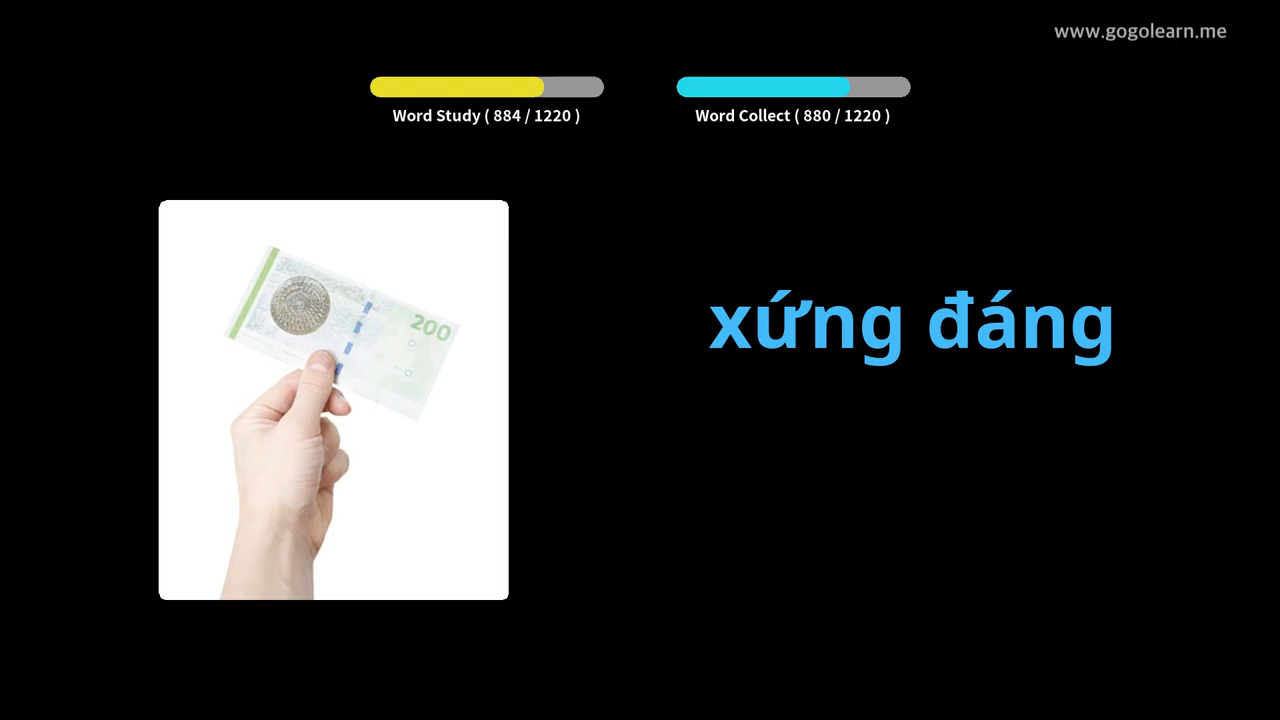 www.gogolearn.me
Word Study ( 884 / 1220 )
Word Collect ( 880 / 1220 )
200
xứng đáng